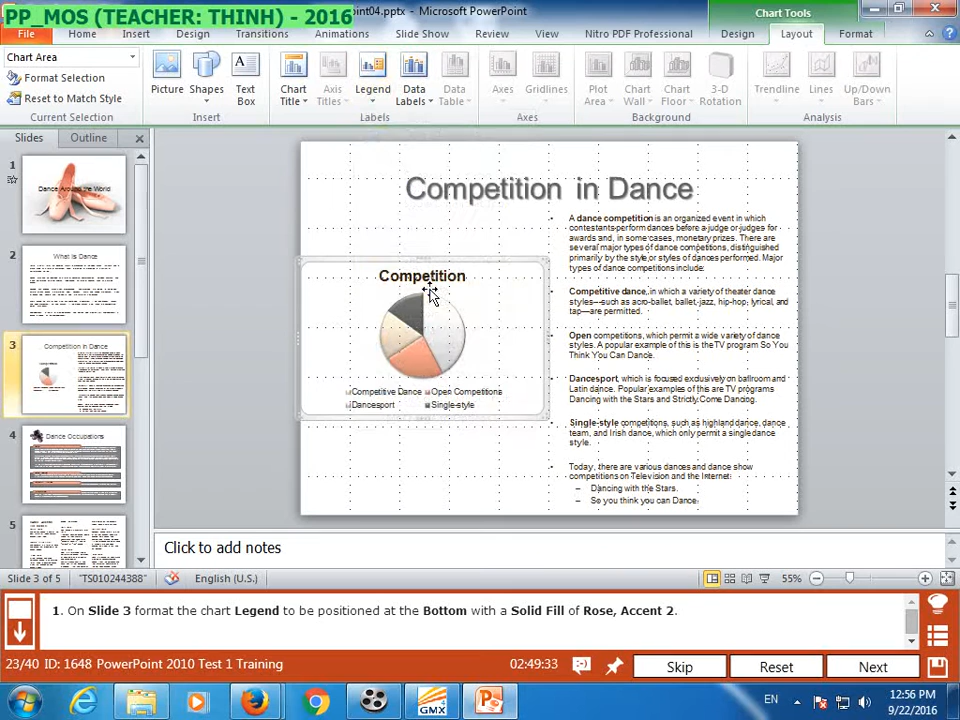 PP_MOS (TEACHER: THINH) - 2016
int04.pptx - Microsoft PowerPoint
Chart Tools
File Home Insert Design Transitions Animations Slide Show Review View Nitro PDF Professional Design Layout Format
Chart Area
Format Selection
Reset to Match Style
Current Selection
Picture Shapes Text Box
Insert
Chart Title Axis Titles Legend Data Labels Data Table
Labels
Axes Gridlines
Axes
Plot Area Chart Wall Chart Floor 3-D Rotation
Background
Trendline Lines Up/Down Bars
Analysis
Slides Outline
1
Dance Around the World
2
What is Dance
3
Competition in Dance
4
Dance Occupations
5
Competition in Dance
Competition
Competitive Dance Open Competitions
Dancesport Single-style
• A dance competition is an organized event in which
contestants perform dances before a judge or judges for
awards and, in some cases, monetary prizes. There are
several major types of dance competitions, distinguished
primarily by the style or styles of dances performed. Major
types of dance competitions include:
• Competitive dance, in which a variety of theater dance
styles—such as acro-ballet, ballet, jazz, hip-hop, lyrical, and
tap—are permitted.
• Open competitions, which permit a wide variety of dance
styles. A popular example of this is the TV program So You
Think You Can Dance.
• Dancesport, which is focused exclusively on ballroom and
Latin dance. Popular examples of this are TV programs
Dancing with the Stars and Strictly Come Dancing.
• Single-style competitions, such as highland dance, dance
team, and Irish dance, which only permit a single dance
style.
• Today, there are various dances and dance show
competitions on Television and the Internet:
– Dancing with the Stars.
– So you think you can Dance.
Click to add notes
Slide 3 of 5 "TS010244388" English (U.S.) 55%
1. On Slide 3 format the chart Legend to be positioned at the Bottom with a Solid Fill of Rose, Accent 2.
23/40 ID: 1648 PowerPoint 2010 Test 1 Training 02:49:33 Skip Reset Next
GMX
EN
12:56 PM
9/22/2016